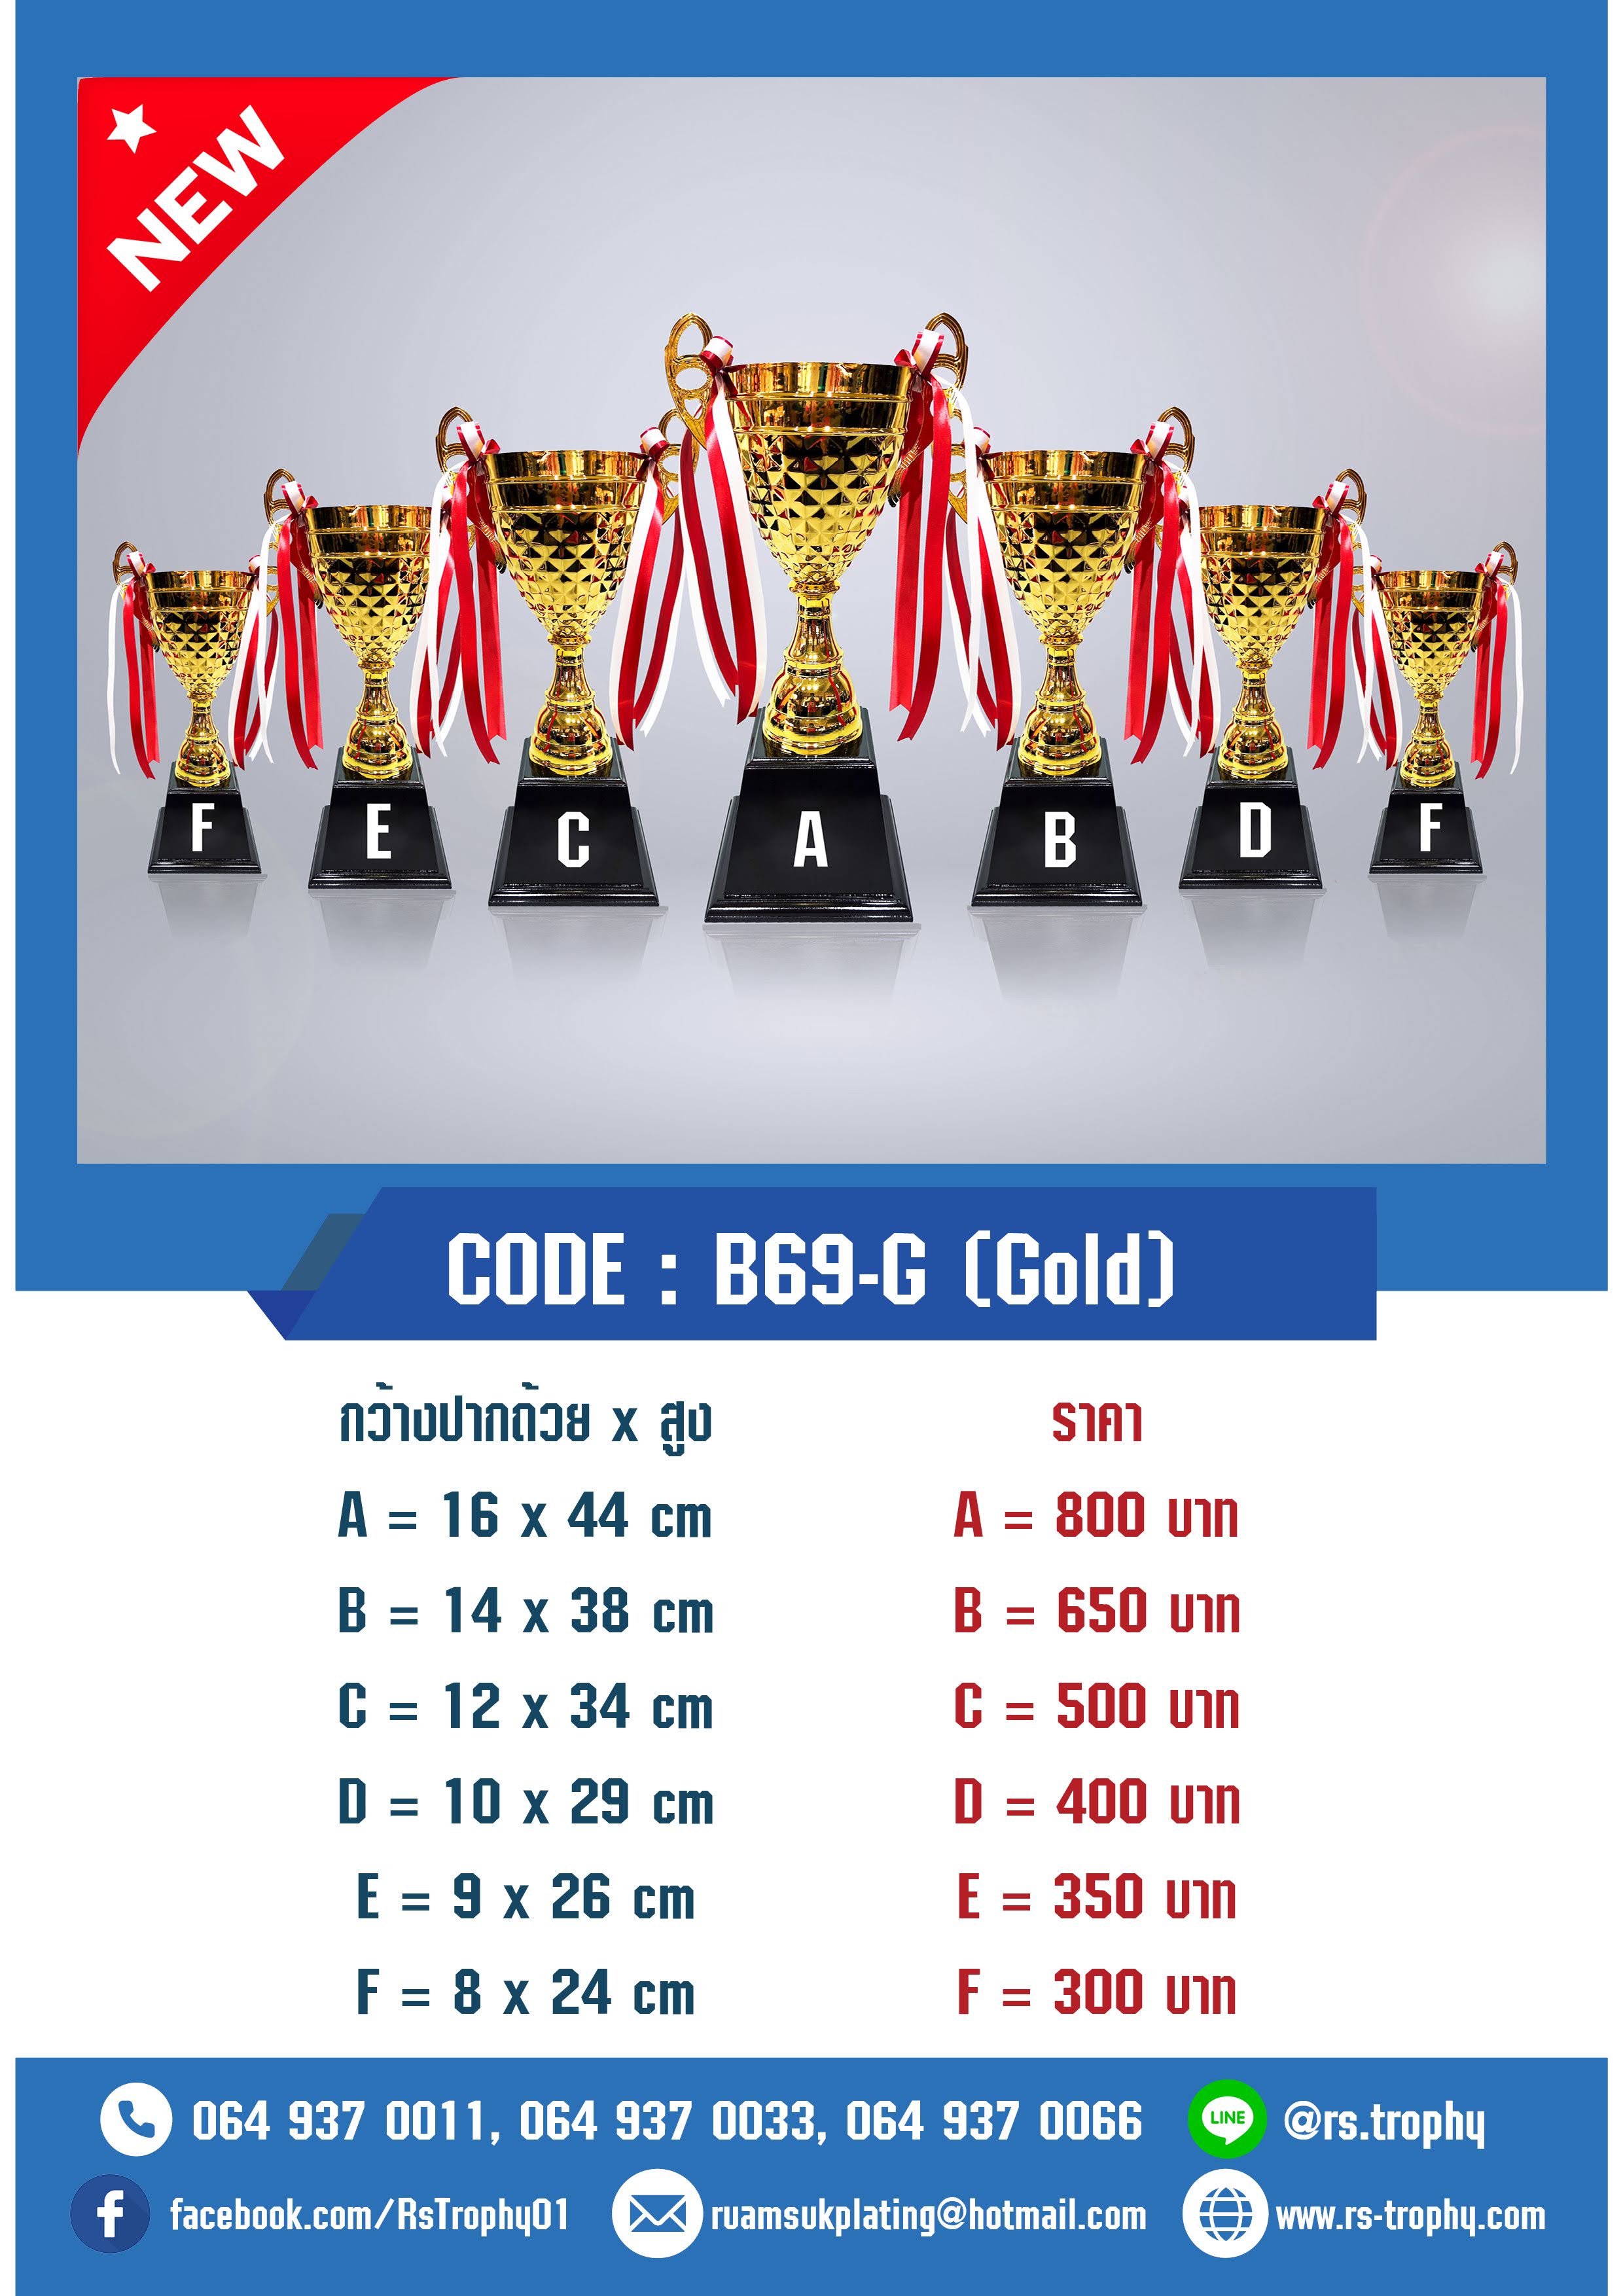 NEW
F E C A B D F
CODE : B69-G (Gold)
กว้างปากถ้วย x สูง
ราคา
A = 16 x 44 cm
A = 800 บาท
B = 14 x 38 cm
B = 650 บาท
C = 12 x 34 cm
C = 500 บาท
D = 10 x 29 cm
D = 400 บาท
E = 9 x 26 cm
E = 350 บาท
F = 8 x 24 cm
F = 300 บาท
064 937 0011, 064 937 0033, 064 937 0066
LINE @rs.trophy
facebook.com/RsTrophy01
ruamsukplating@hotmail.com
www.rs-trophy.com